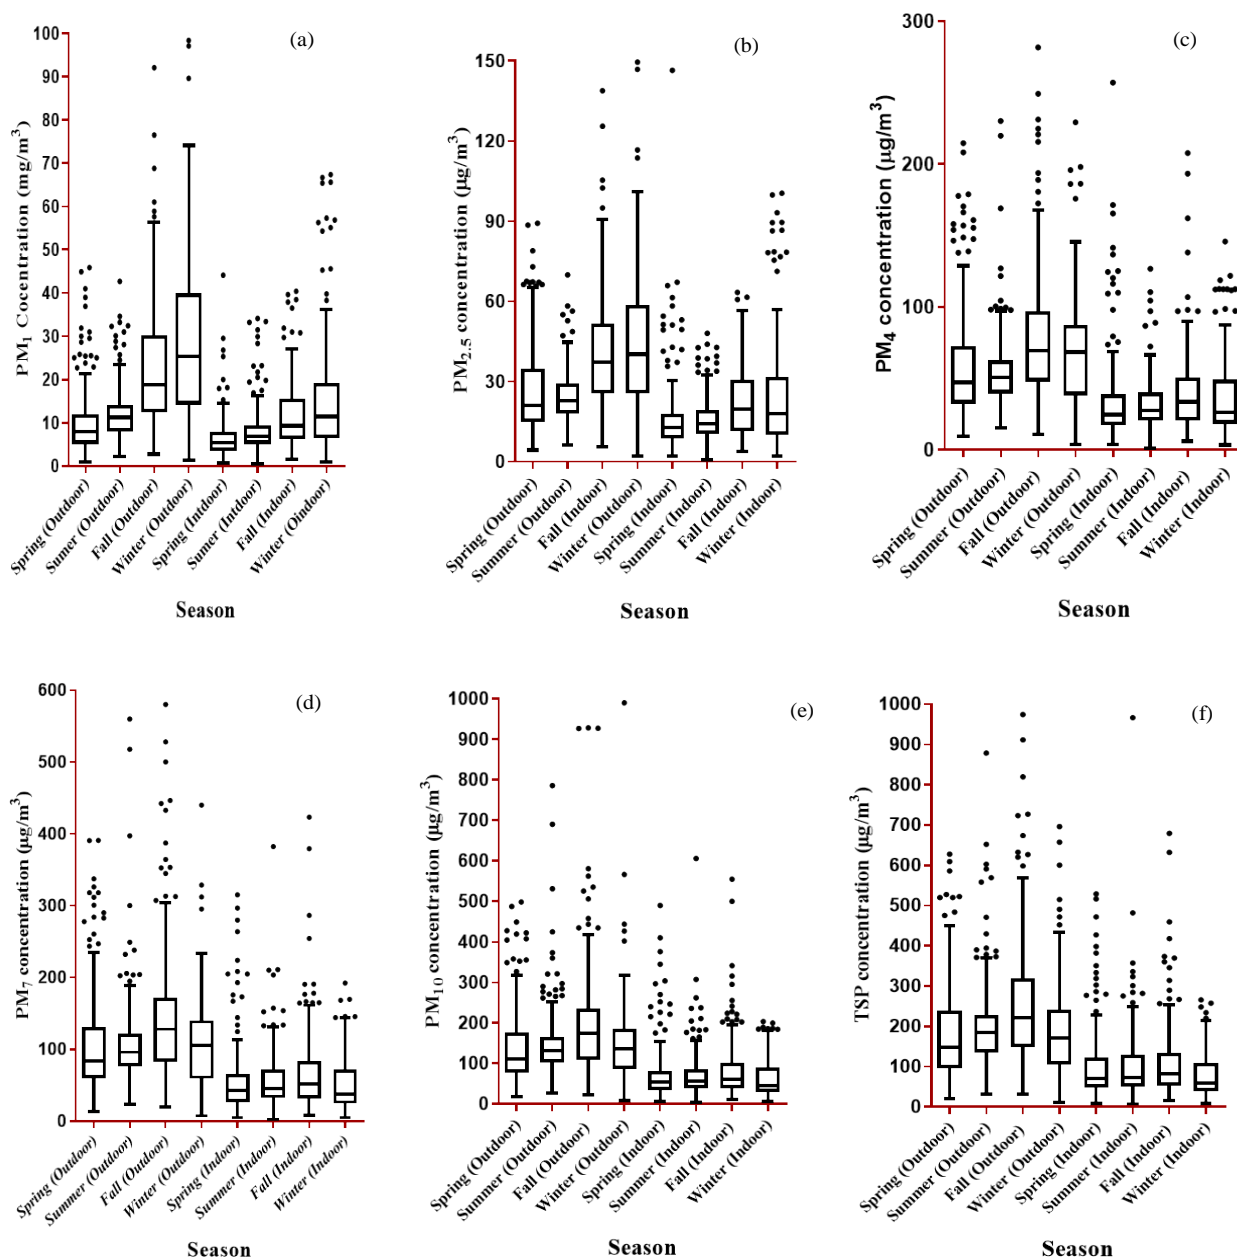 (a)
PM1 Cocentration (mg/m3)
100
90
80
70
60
50
40
30
20
10
0
Spring (Outdoor)
Sumer (Outdoor)
Fall (Outdoor)
Winter (Outdoor)
Spring (Intdoor)
Sumer (Intdoor)
Fall (Indoor)
Winter (OIndoor)
Season
(b)
PM2.5 concentration (µg/m3)
150
120
90
60
30
0
Spring (Outdoor)
Summer (Outdoor)
Fall (Indoor)
Winter (Outdoor)
Spring (Indoor)
Summer (Indoor)
Fall (Indoor)
Winter (Indoor)
Season
(c)
PM4 concentration (µg/m3)
300
200
100
0
Spring (Outdoor)
Summer (Outdoor)
Fall (Outdoor)
Winter (Outdoor)
Spring (Indoor)
Summer (Indoor)
Fall (Indoor)
Winter (Indoor)
Season
(d)
PM7 concentration (µg/m3)
600
500
400
300
200
100
0
Spring (Outdoor)
Summer (Outdoor)
Fall (Outdoor)
Winter (Outdoor)
Spring (Indoor)
Summer (Indoor)
Fall (Indoor)
Winter (Indoor)
Season
(e)
PM10 concentration (µg/m3)
1000
900
800
700
600
500
400
300
200
100
0
Spring (Outdoor)
Summer (Outdoor)
Fall (Outdoor)
Winter (Outdoor)
Spring (Indoor)
Summer (Indoor)
Fall (Indoor)
Winter (Indoor)
Season
(f)
TSP concentration (µg/m3)
1000
900
800
700
600
500
400
300
200
100
0
Spring (Outdoor)
Summer (Outdoor)
Fall (Outdoor)
Winter (Outdoor)
Spring (Indoor)
Summer (Indoor)
Fall (Indoor)
Winter (Indoor)
Season